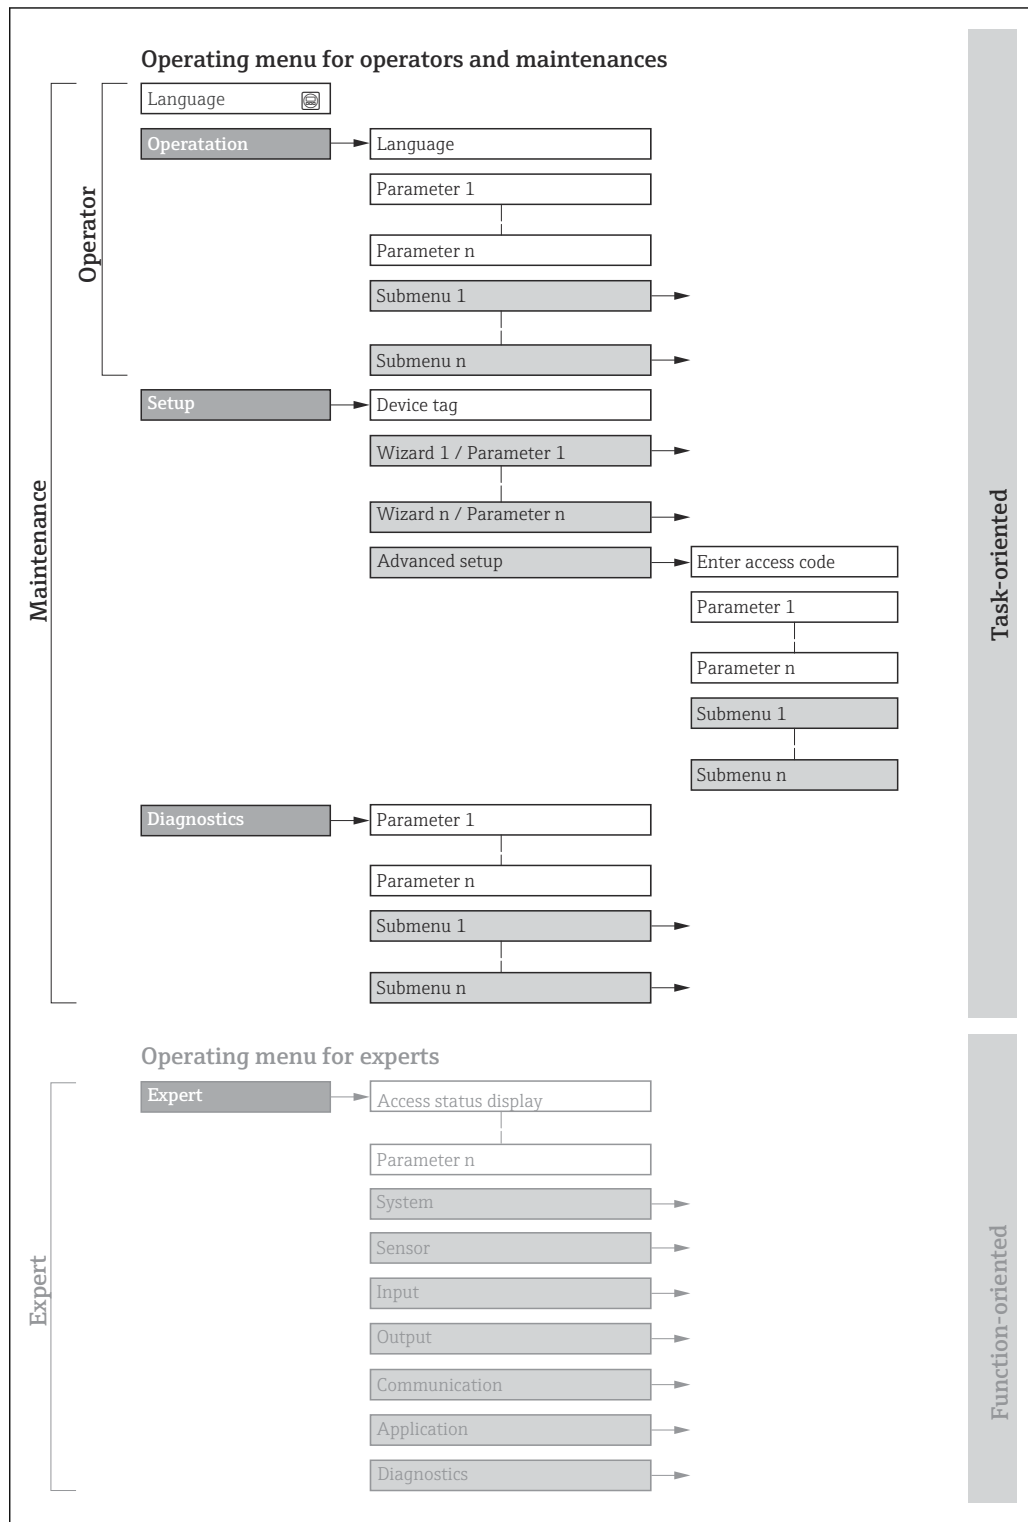 Operating menu for operators and maintenances
Language
Operatation
Language
Parameter 1
Parameter n
Submenu 1
Submenu n
Operator
Setup
Device tag
Wizard 1 / Parameter 1
Wizard n / Parameter n
Advanced setup
Enter access code
Parameter 1
Parameter n
Submenu 1
Submenu n
Maintenance
Task-oriented
Diagnostics
Parameter 1
Parameter n
Submenu 1
Submenu n
Operating menu for experts
Expert
Access status display
Parameter n
System
Sensor
Input
Output
Communication
Application
Diagnostics
Expert
Function-oriented